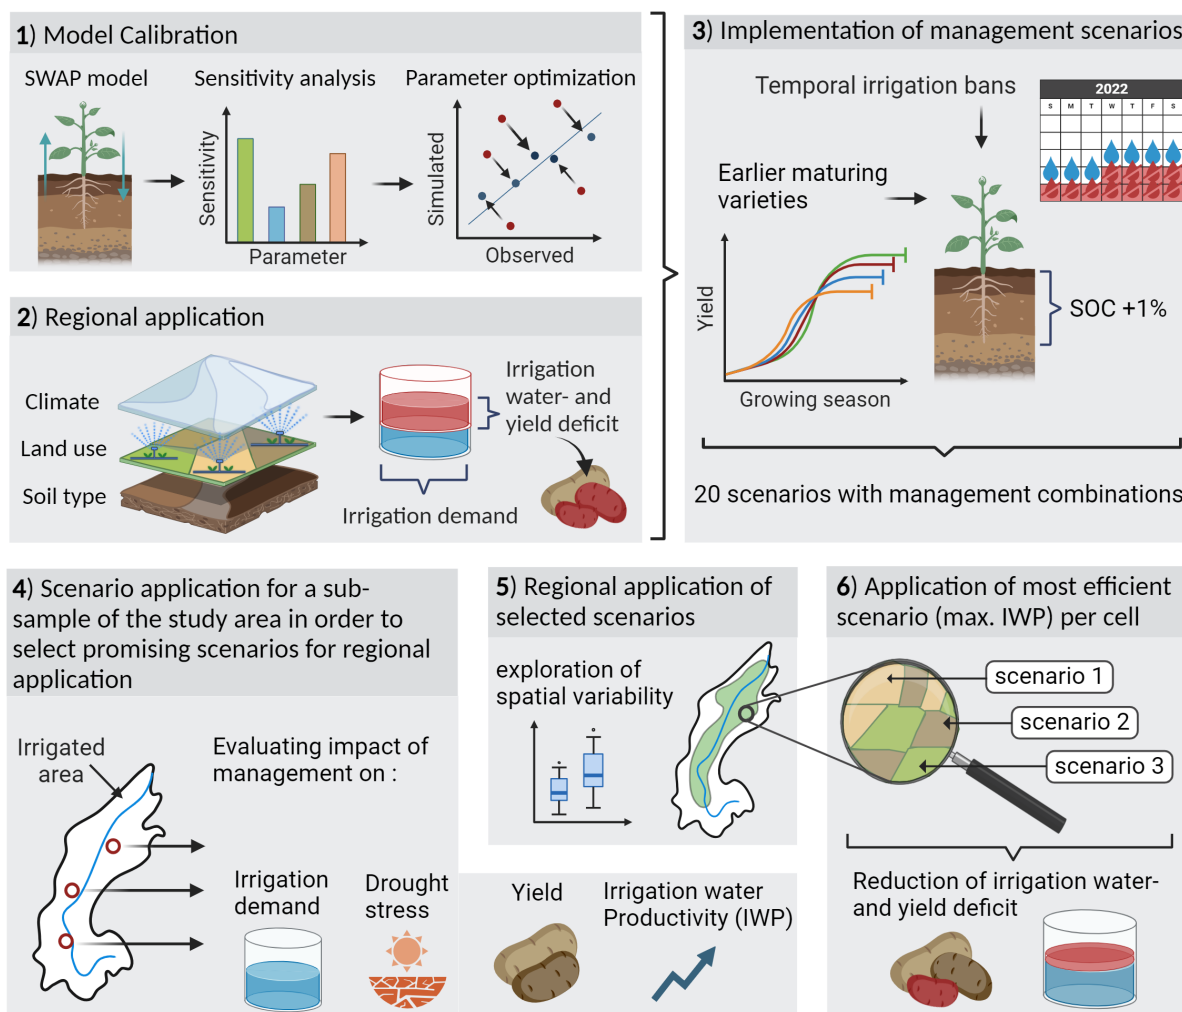 1) Model Calibration
SWAP model
Sensitivity analysis
Parameter optimization
Sensitivity
Parameter
Simulated
Observed
2) Regional application
Climate
Land use
Soil type
Irrigation
water- and
yield deficit
Irrigation demand
3) Implementation of management scenarios
Temporal irrigation bans
2022
S M T W T F S
Earlier maturing
varieties
Yield
Growing season
SOC +1%
20 scenarios with management combinations
4) Scenario application for a sub-
sample of the study area in order to
select promising scenarios for regional
application
Irrigated
area
Evaluating impact of
management on :
Irrigation
demand
Drought
stress
Yield
Irrigation water
Productivity (IWP)
5) Regional application of
selected scenarios
exploration of
spatial variability
6) Application of most efficient
scenario (max. IWP) per cell
scenario 1
scenario 2
scenario 3
Reduction of irrigation water-
and yield deficit